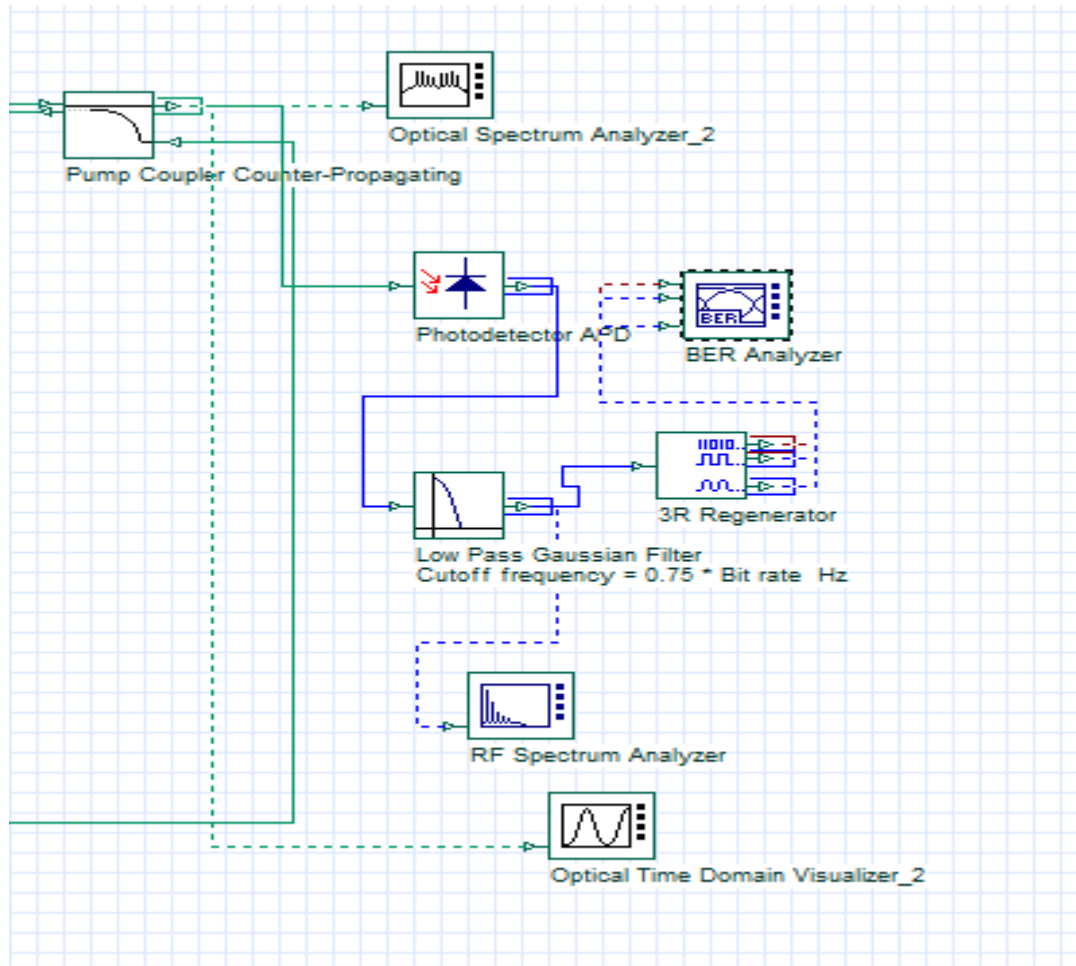 Optical Spectrum Analyzer_2
Pump Coupler Counter-Propagating
Photodetector APD
BER
BER Analyzer
11010...
3R Regenerator
Low Pass Gaussian Filter
Cutoff frequency = 0.75 * Bit rate Hz
RF Spectrum Analyzer
Optical Time Domain Visualizer_2